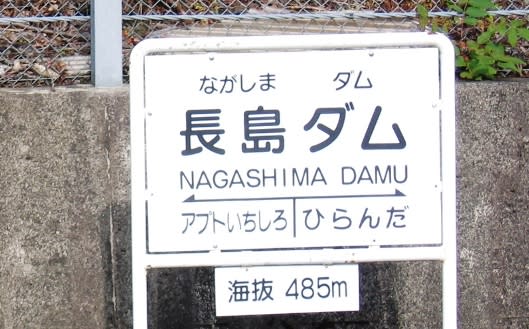 ながしま ダム
長島ダム
NAGASHIMA DAMU
アプトいちしろ ひらんだ
海抜 485m